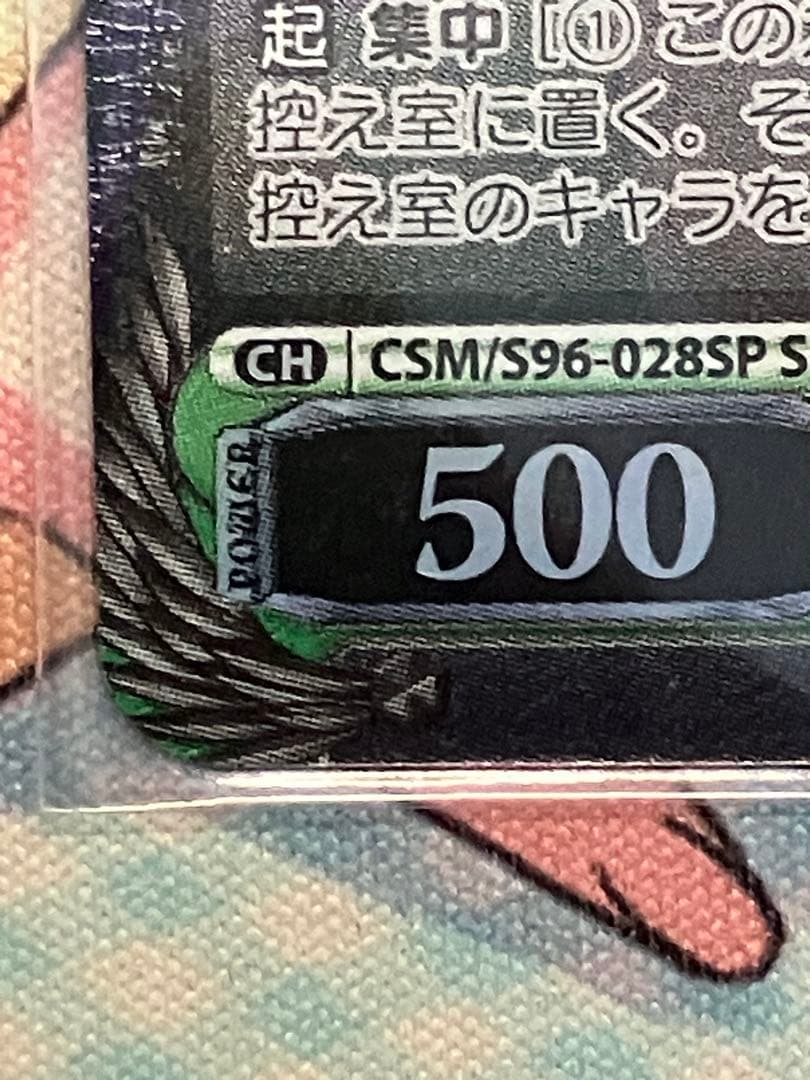 起 集中 [① この
控え室に置く。そ
控え室のキャラを
CH CSM/S96-028SP S
POWER 500